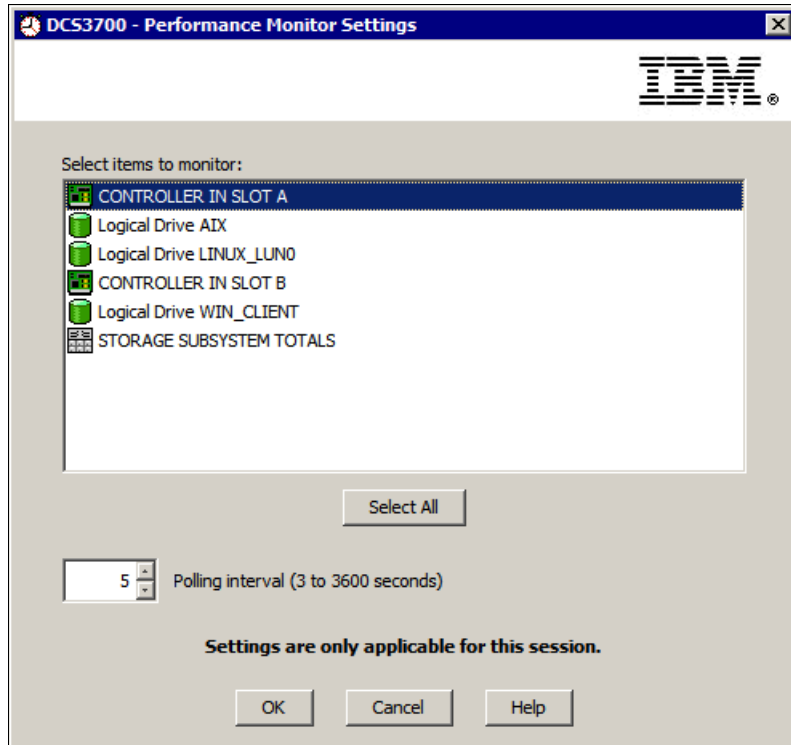 DCS3700 - Performance Monitor Settings
IBM®
Select items to monitor:
CONTROLLER IN SLOT A
Logical Drive AIX
Logical Drive LINUX_LUN0
CONTROLLER IN SLOT B
Logical Drive WIN_CLIENT
STORAGE SUBSYSTEM TOTALS
Select All
5 Polling interval (3 to 3600 seconds)
Settings are only applicable for this session.
OK Cancel Help